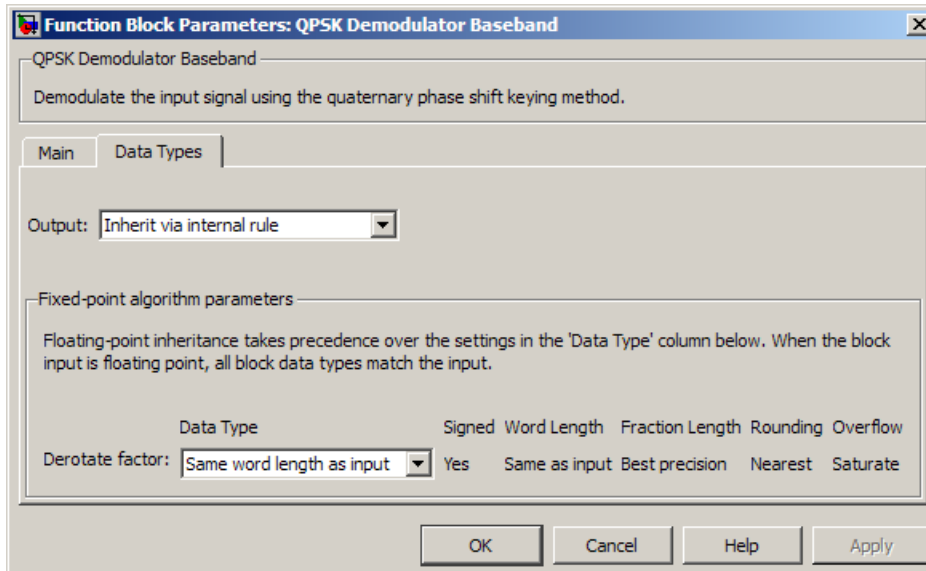 Function Block Parameters: QPSK Demodulator Baseband
QPSK Demodulator Baseband
Demodulate the input signal using the quaternary phase shift keying method.
Main Data Types
Output: Inherit via internal rule
Fixed-point algorithm parameters
Floating-point inheritance takes precedence over the settings in the 'Data Type' column below. When the block
input is floating point, all block data types match the input.
Data Type Signed Word Length Fraction Length Rounding Overflow
Derotate factor: Same word length as input Yes Same as input Best precision Nearest Saturate
OK Cancel Help Apply